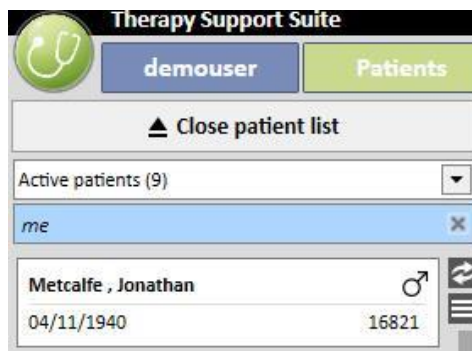 Therapy Support Suite
demouser
Patients
Close patient list
Active patients (9)
me
Metcalfe , Jonathan
04/11/1940
16821